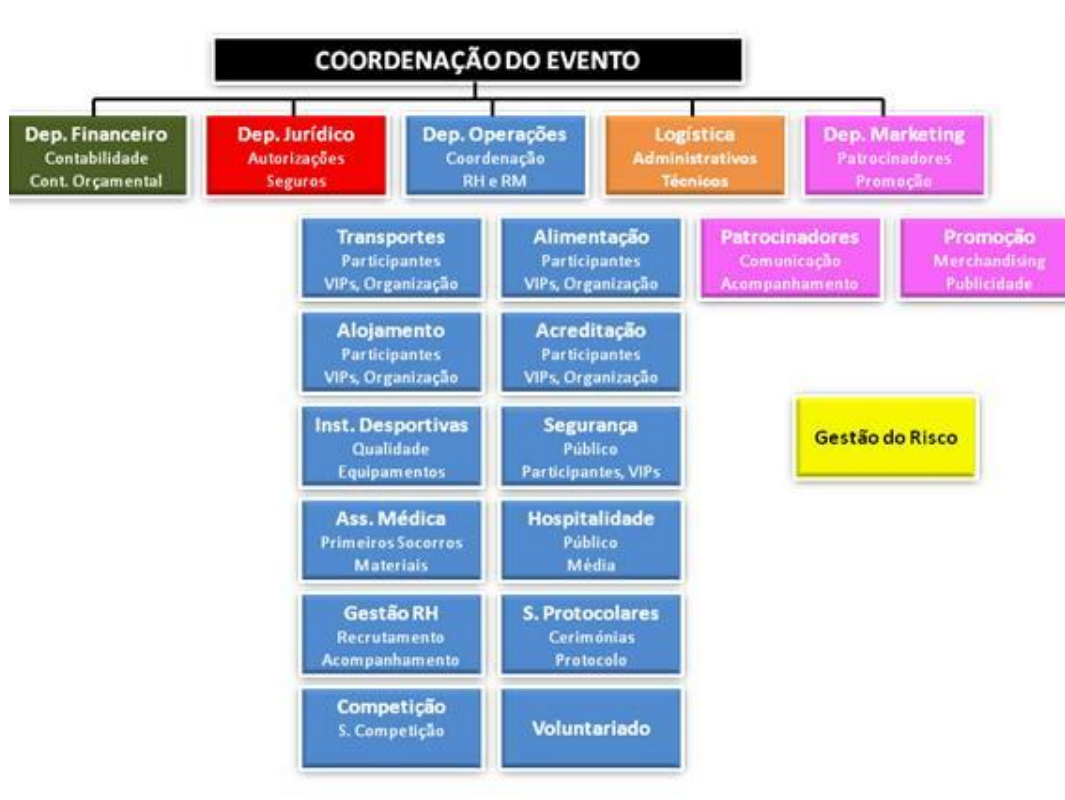 COORDENAÇÃO DO EVENTO
Dep. Financeiro
Contabilidade
Cont. Orçamental
Dep. Jurídico
Autorizações
Seguros
Dep. Operações
Coordenação
RH e RM
Logística
Administrativos
Técnicos
Dep. Marketing
Patrocinadores
Promoção
Transportes
Participantes
VIPs, Organização
Alimentação
Participantes
VIPs, Organização
Patrocinadores
Comunicação
Acompanhamento
Promoção
Merchandising
Publicidade
Alojamento
Participantes
VIPs, Organização
Acreditação
Participantes
VIPs, Organização
Inst. Desportivas
Qualidade
Equipamentos
Segurança
Público
Participantes, VIPs
Gestão do Risco
Ass. Médica
Primeiros Socorros
Materiais
Hospitalidade
Público
Média
Gestão RH
Recrutamento
Acompanhamento
S. Protocolares
Cerimónias
Protocolo
Competição
S. Competição
Voluntariado